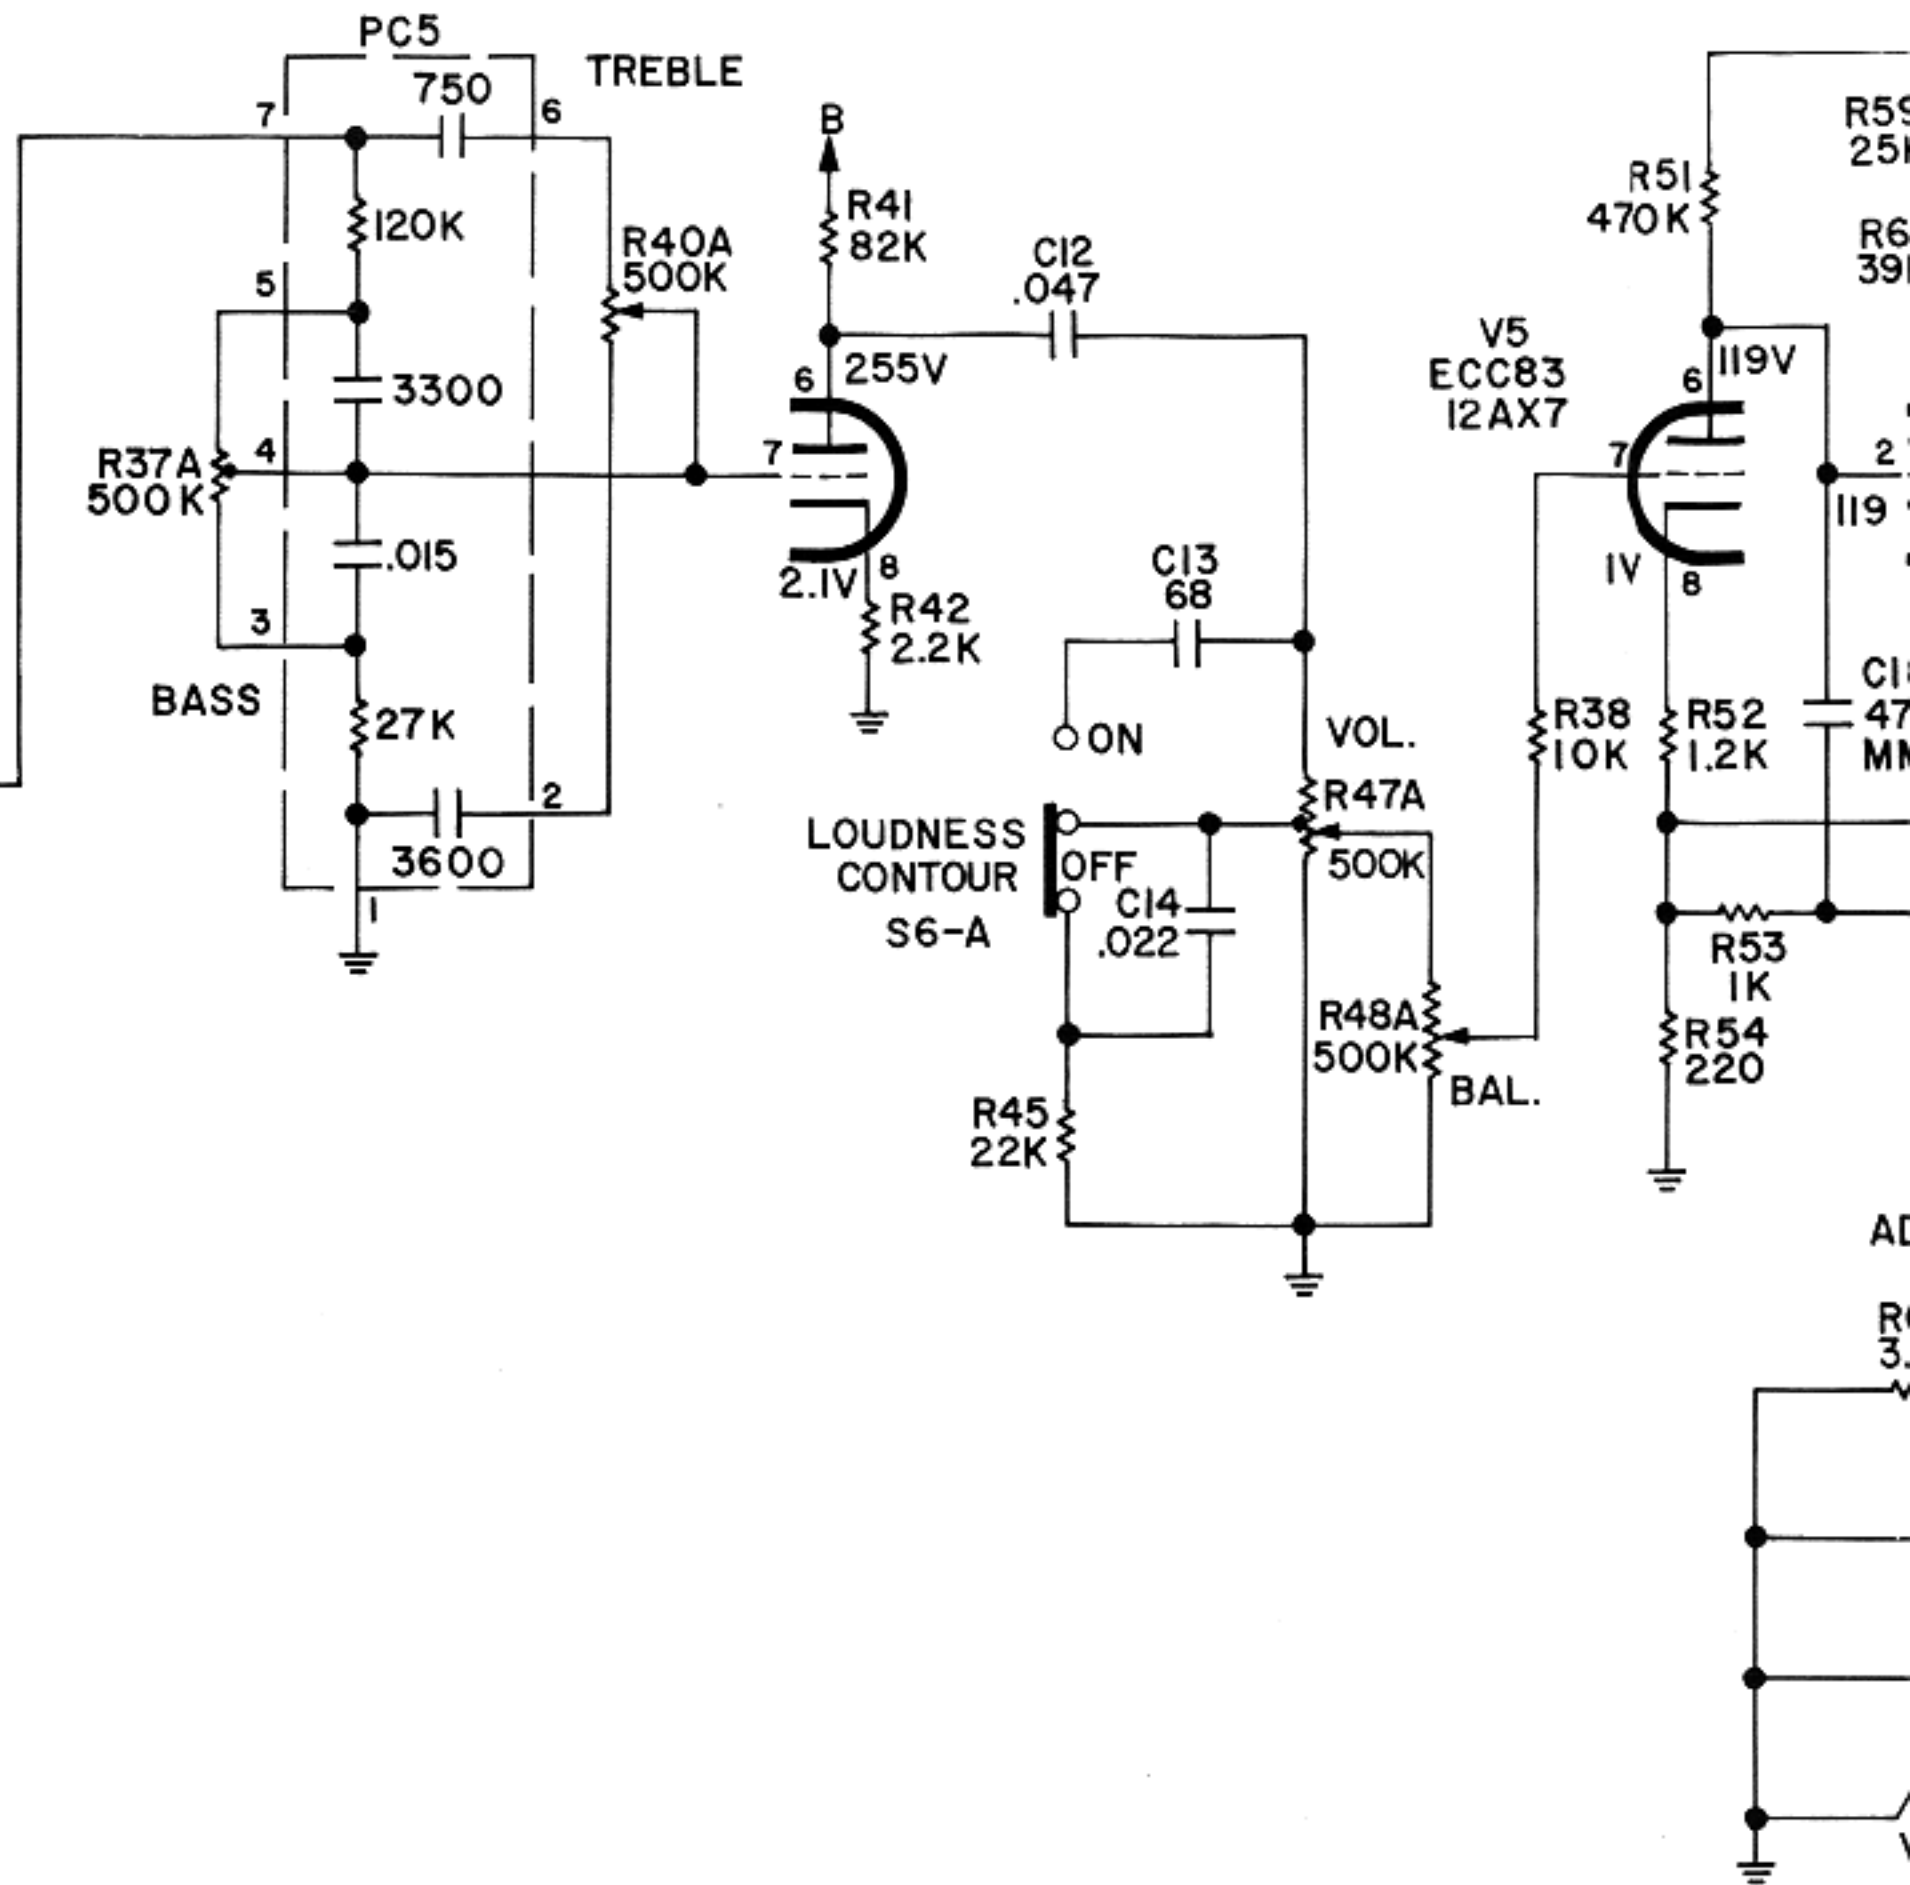 PC5
TREBLE
750
7
6
120K
5
R40A
500K
3300
R37A
500K
4
.015
3
BASS
27K
2
3600
1
B
R41
82K
C12
.047
255V
6
7
2.1V
8
R42
2.2K
C13
68
ON
VOL.
R47A
500K
LOUDNESS
CONTOUR
S6-A
OFF
C14
.022
R48A
500K
BAL.
R45
22K
R51
470K
V5
ECC83
12AX7
119V
6
7
2
119
1V
8
R38
10K
R52
1.2K
R53
1K
R54
220